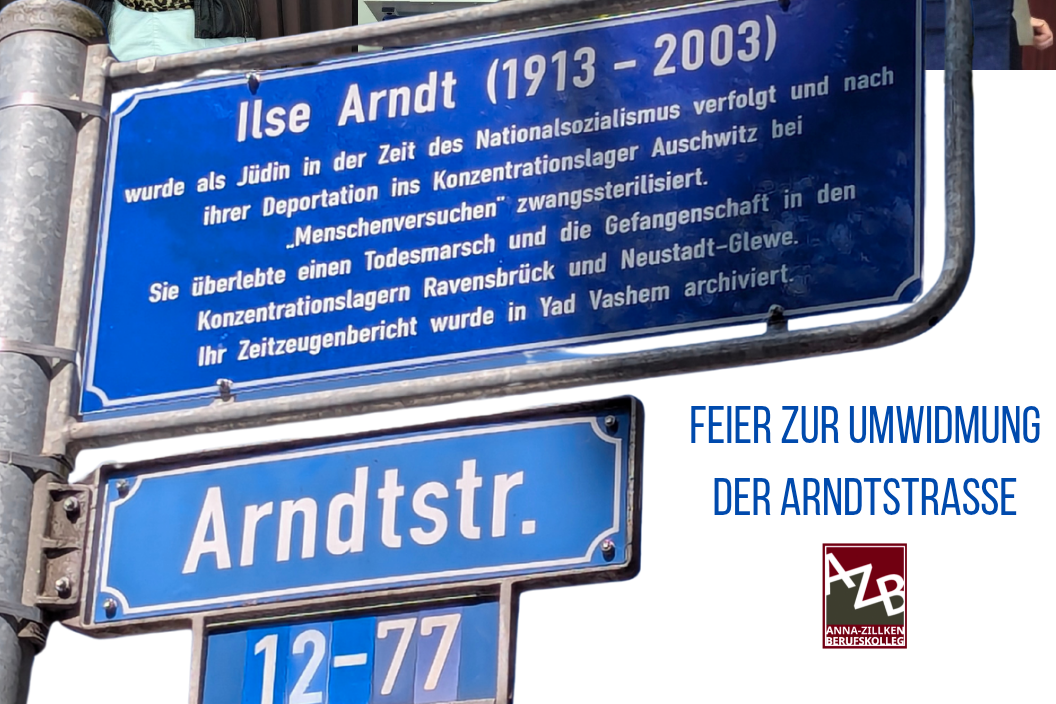 Ilse Arndt (1913 – 2003)
wurde als Jüdin in der Zeit des Nationalsozialismus verfolgt und nach
ihrer Deportation ins Konzentrationslager Auschwitz bei
„Menschenversuchen" zwangssterilisiert.
Sie überlebte einen Todesmarsch und die Gefangenschaft in den
Konzentrationslagern Ravensbrück und Neustadt-Glewe.
Ihr Zeitzeugenbericht wurde in Yad Vashem archiviert.
Arndtstr.
12-77
FEIER ZUR UMWIDMUNG
DER ARNDTSTRASSE
AZB
ANNA-ZILLKEN
BERUFSKOLLEG